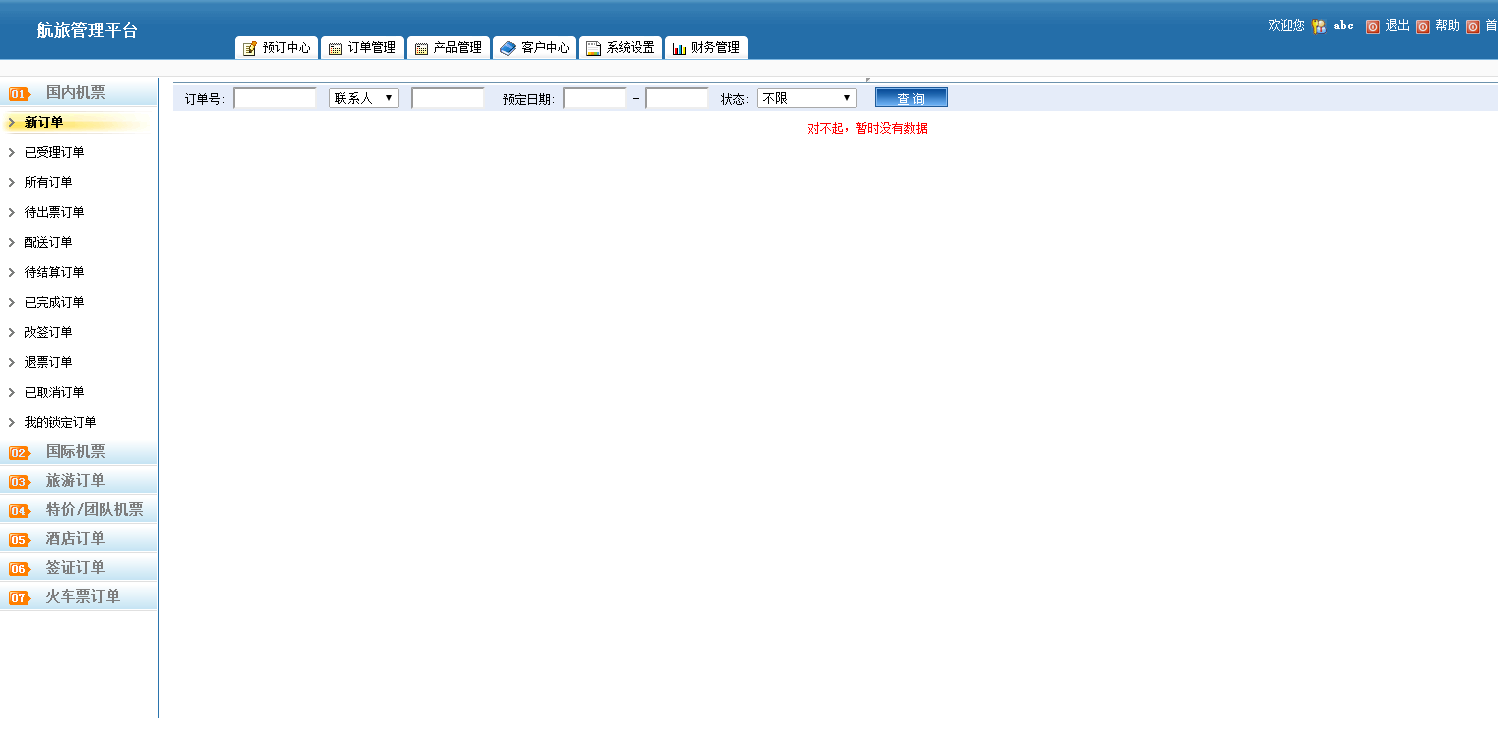 航旅管理平台
欢迎您 abc 退出 帮助 首
预订中心 订单管理 产品管理 客户中心 系统设置 财务管理
01 国内机票
新订单
已受理订单
所有订单
待出票订单
配送订单
待结算订单
已完成订单
改签订单
退票订单
已取消订单
我的锁定订单
02 国际机票
03 旅游订单
04 特价/团队机票
05 酒店订单
06 签证订单
07 火车票订单
订单号: 联系人 预定日期: - 状态: 不限 查 询
对不起，暂时没有数据